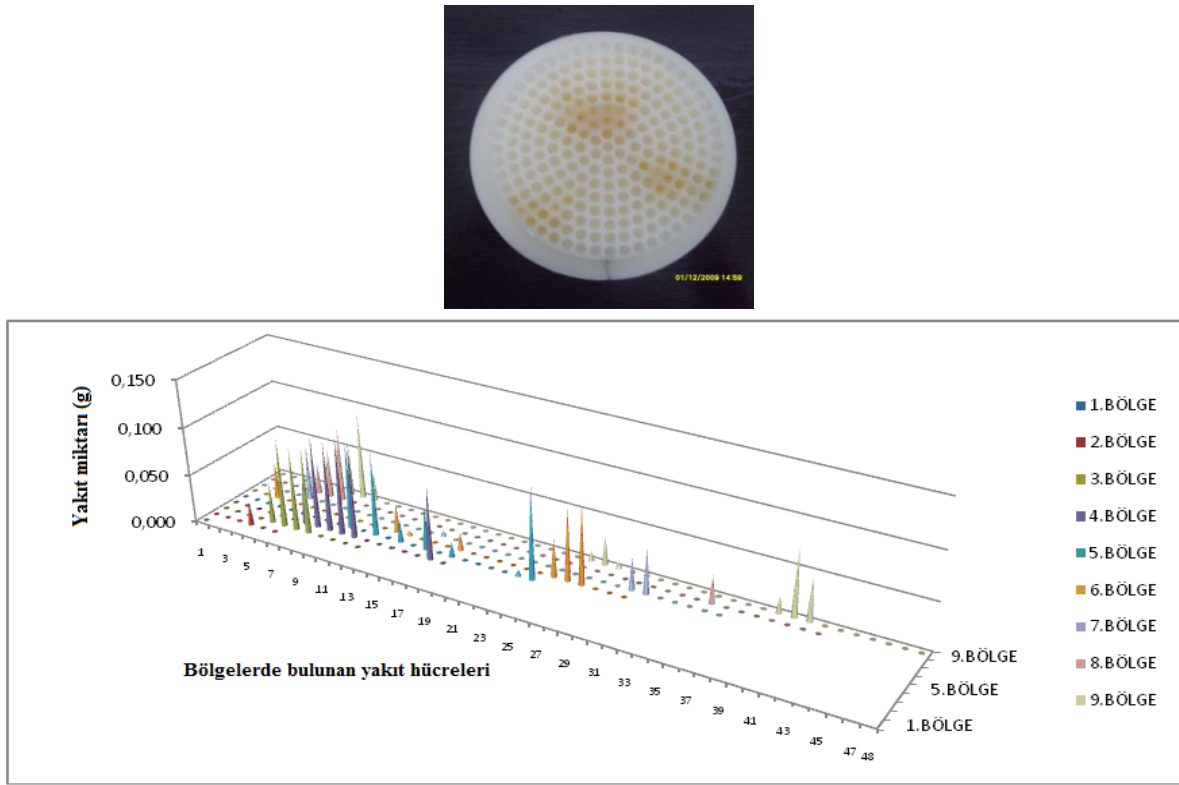 01/12/2009 14:59
Yakıt miktarı (g)
0,150
0,100
0,050
0,000
1
3
5
7
9
11
13
15
17
19
21
23
25
27
29
31
33
35
37
39
41
43
45
47
48
Bölgelerde bulunan yakıt hücreleri
9.BÖLGE
5.BÖLGE
1.BÖLGE
1.BÖLGE
2.BÖLGE
3.BÖLGE
4.BÖLGE
5.BÖLGE
6.BÖLGE
7.BÖLGE
8.BÖLGE
9.BÖLGE